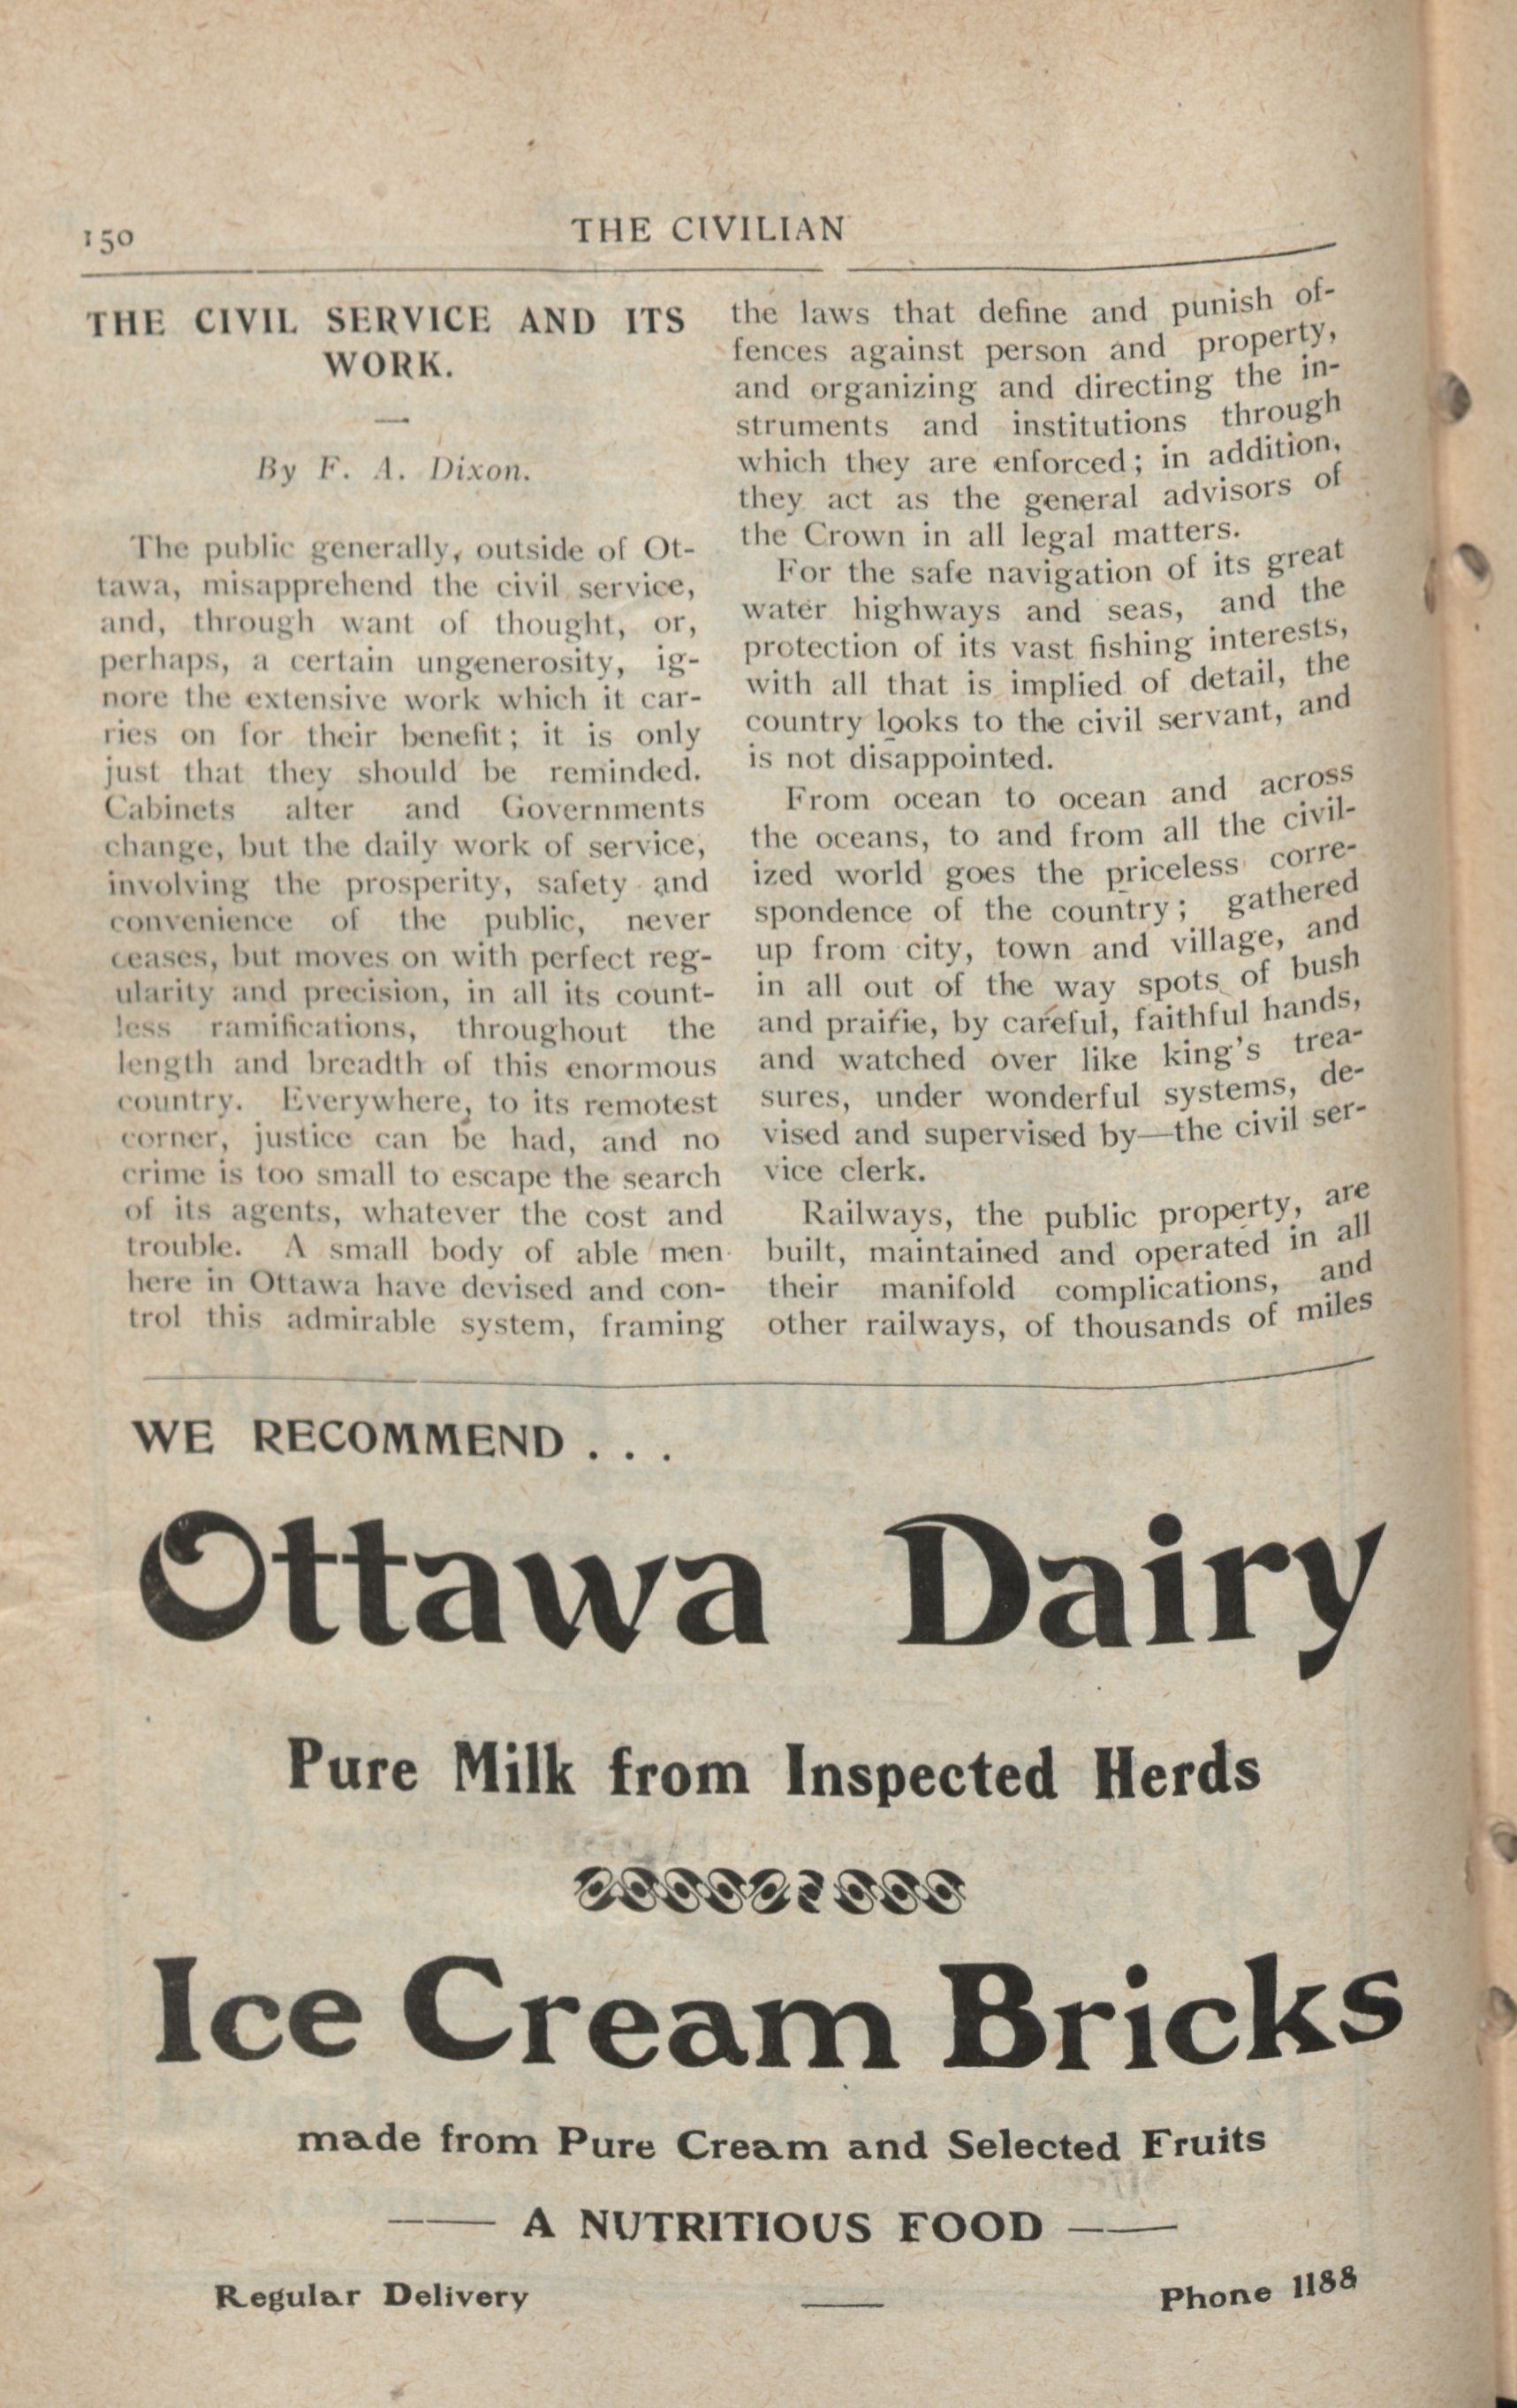 150
THE CIVILIAN
THE CIVIL SERVICE AND ITS
WORK.
By F. A. Dixon.
The public generally, outside of Ot-
tawa, misapprehend the civil service,
and, through want of thought, or,
perhaps, a certain ungenerosity, ig-
nore the extensive work which it car-
ries on for their benefit; it is only
just that they should be reminded.
Cabinets alter and Governments
change, but the daily work of service,
involving the prosperity, safety and
convenience of the public, never
ceases, but moves on with perfect reg-
ularity and precision, in all its count-
less ramifications, throughout the
length and breadth of this enormous
country. Everywhere, to its remotest
corner, justice can be had, and no
crime is too small to escape the search
of its agents, whatever the cost and
trouble. A small body of able men
here in Ottawa have devised and con-
trol this admirable system, framing
the laws that define and punish of-
fences against person and property,
and organizing and directing the in-
struments and institutions through
which they are enforced; in addition,
they act as the general advisors of
the Crown in all legal matters.
For the safe navigation of its great
water highways and seas, and the
protection of its vast fishing interests,
with all that is implied of detail, the
country looks to the civil servant, and
is not disappointed.
From ocean to ocean and across
the oceans, to and from all the civil-
ized world goes the priceless corre-
spondence of the country; gathered
up from city, town and village, and
in all out of the way spots of bush
and prairie, by careful, faithful hands,
and watched over like king's trea-
sures, under wonderful systems, de-
vised and supervised by—the civil ser-
vice clerk.
Railways, the public property, are
built, maintained and operated in all
their manifold complications, and
other railways, of thousands of miles
WE RECOMMEND . . .
Ottawa Dairy
Pure Milk from Inspected Herds
Ice Cream Bricks
made from Pure Cream and Selected Fruits
A NUTRITIOUS FOOD
Regular Delivery
Phone 1188